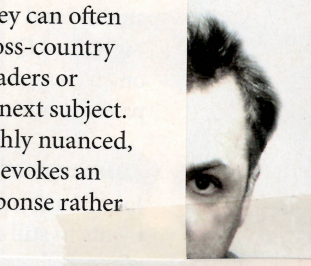 ey can often
oss-country
aders or
next subject.
hly nuanced,
evokes an
ponse rather